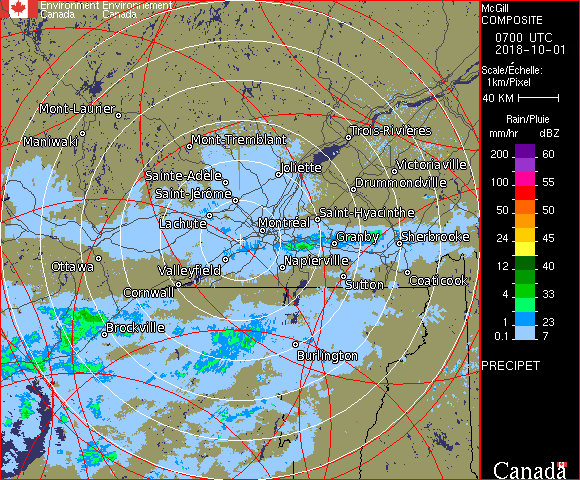 Environment Environnement
Canada Canada
McGill
COMPOSITE
0700 UTC
2018-10-01
Scale/Échelle:
1km/Pixel
40 KM
Rain/Pluie
mm/hr dBZ
200 60
100 55
50 50
24 45
12 40
4 33
1 23
0.1 7
PRECIPET
Canada
Mont-Laurier
Trois-Rivières
Maniwaki
Mont-Tremblant
Joliette
Victoriaville
Sainte-Adèle
Drummondville
Saint-Jérôme
Saint-Hyacinthe
Lachute
Montréal
Granby
Sherbrooke
Ottawa
Valleyfield
Napierville
Coaticook
Cornwall
Sutton
Brockville
Burlington